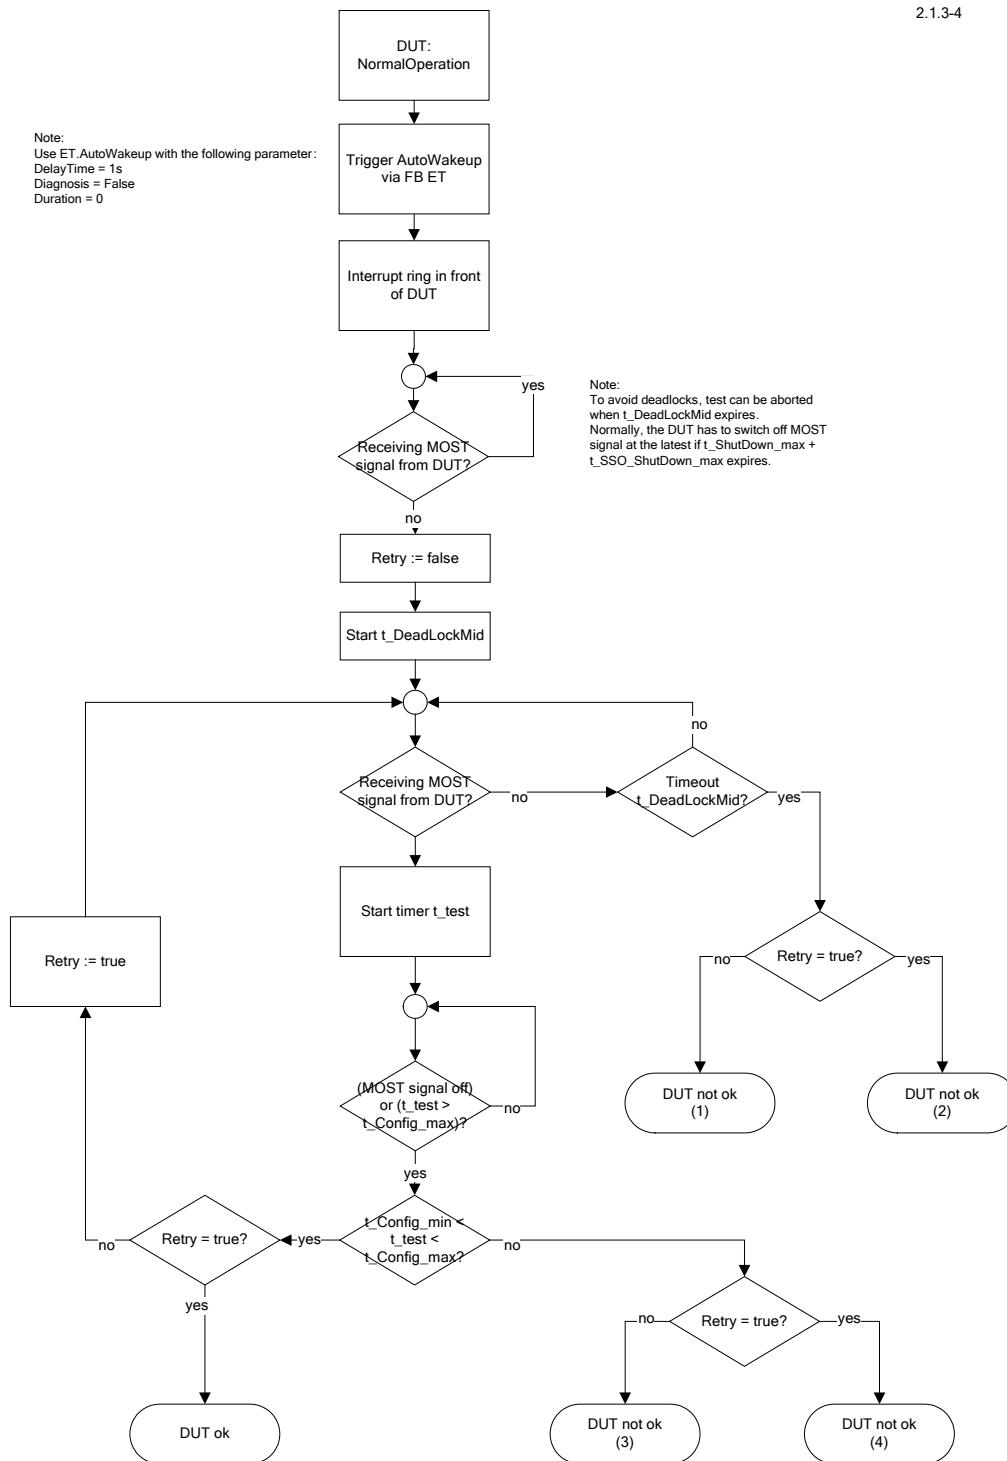 2.1.3-4
DUT:
NormalOperation
Note:
Use ET.AutoWakeup with the following parameter:
DelayTime = 1s
Diagnosis = False
Duration = 0
Trigger AutoWakeup
via FB ET
Interrupt ring in front
of DUT
yes
Note:
To avoid deadlocks, test can be aborted
when t_DeadLockMid expires.
Normally, the DUT has to switch off MOST
signal at the latest if t_ShutDown_max +
t_SSO_ShutDown_max expires.
Receiving MOST
signal from DUT?
no
Retry := false
Start t_DeadLockMid
no
Receiving MOST
signal from DUT?
no
Timeout
t_DeadLockMid?
yes
Start timer t_test
Retry := true
no
Retry = true?
yes
(MOST signal off)
or (t_test >
t_Config_max)?
no
DUT not ok
(1)
DUT not ok
(2)
yes
no
Retry = true?
yes
t_Config_min <
t_test <
t_Config_max?
no
yes
no
Retry = true?
yes
DUT ok
DUT not ok
(3)
DUT not ok
(4)